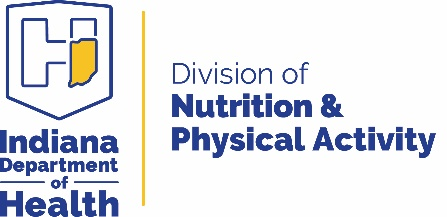 Indiana
Department
of
Health
Division of
Nutrition &
Physical Activity